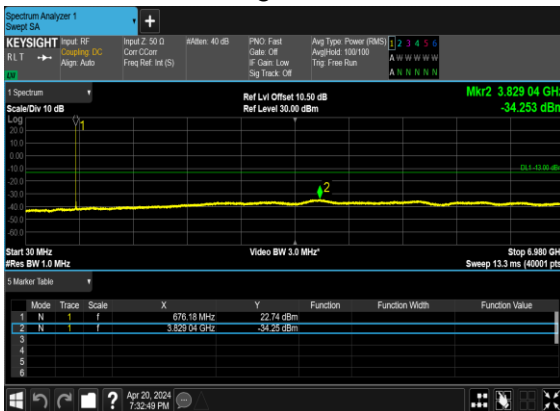 Spectrum Analyzer 1
Swept SA
KEYSIGHT Input: RF Input Z: 50 Ω #Atten: 40 dB PNO: Fast Avg Type: Power (RMS) 1 2 3 4 5 6
RLT Coupling: DC Corr CCorr Gate: Off Avg|Hold: 100/100 A W W W W W
Align: Auto Freq Ref: Int (S) IF Gain: Low Trig: Free Run
LV Sig Track: Off A N N N N N
1 Spectrum Ref Lvl Offset 10.50 dB Mkr2 3.829 04 GHz
Scale/Div 10 dB Ref Level 30.00 dBm -34.253 dBm
Log
20.0
10.0
0.00
-10.0
-20.0
-30.0
-40.0
-50.0
-60.0
1
DL1 -13.00 dBm
2
Start 30 MHz Video BW 3.0 MHz* Stop 6.980 GHz
#Res BW 1.0 MHz Sweep 13.3 ms (40001 pts
5 Marker Table
Mode Trace Scale X Y Function Function Width Function Value
1 N 1 f 676.18 MHz 22.74 dBm
2 N 1 f 3.829 04 GHz -34.25 dBm
3
4
5
6
? Apr 20, 2024
7:32:49 PM